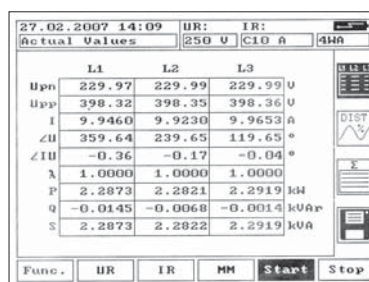 27.02.2007 14:09 UR: IR:
Actual Values 250 V C10 A 4WA
L1 L2 L3
Upn 229.97 229.99 229.99 V
Upp 398.32 398.35 398.36 V
I 9.9460 9.9230 9.9653 A
∠U 359.64 239.65 119.65 °
∠IU -0.36 -0.17 -0.04 °
λ 1.0000 1.0000 1.0000
P 2.2873 2.2821 2.2919 kW
Q -0.0145 -0.0068 -0.0014 kVAr
S 2.2873 2.2822 2.2919 kVA
L1 L2 L3
DIST
%
Σ
Func. UR IR MM Start Stop